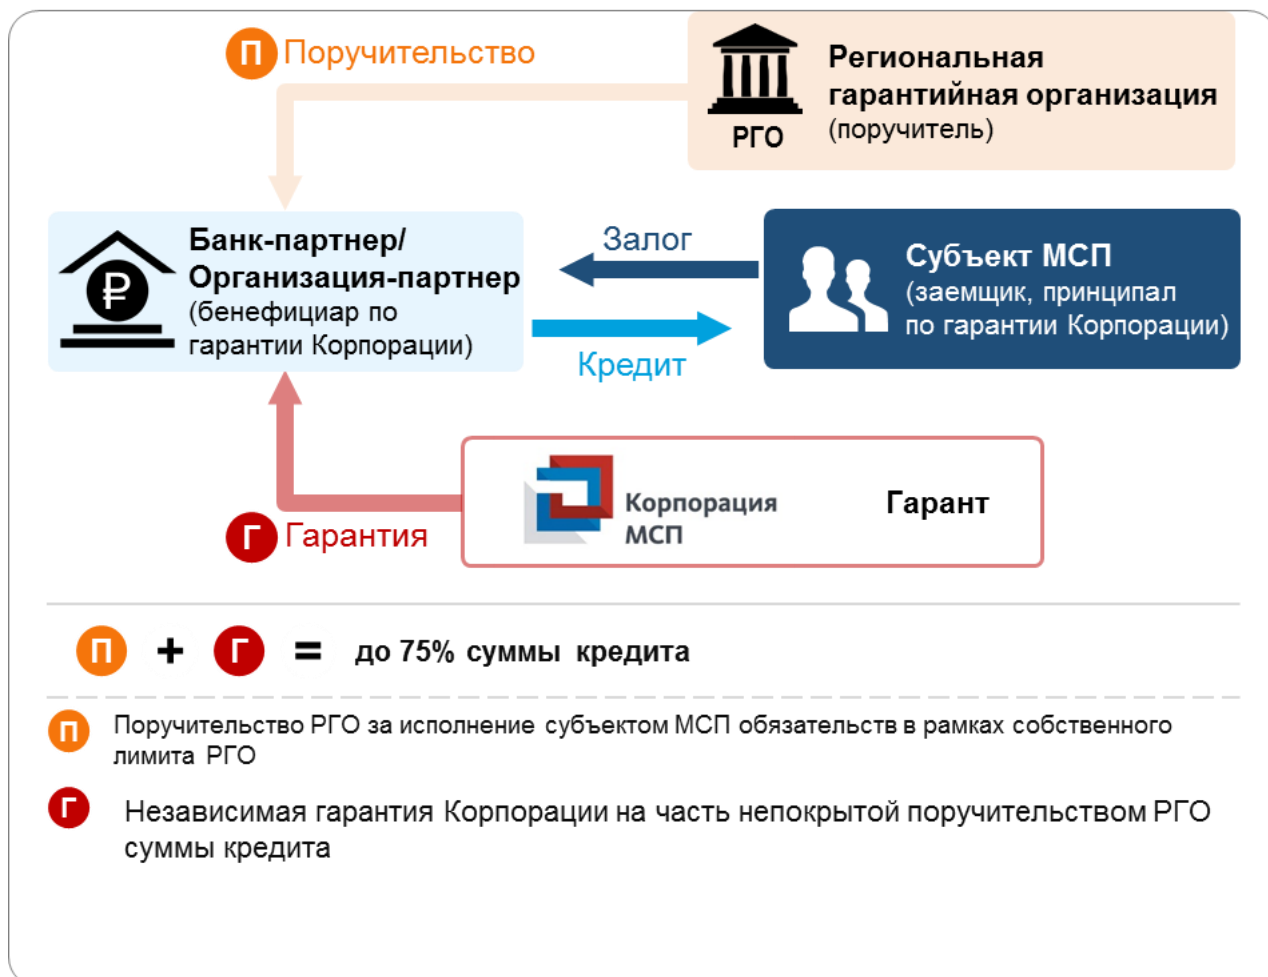 П Поручительство
Региональная
гарантийная организация
(поручитель)
РГО
Банк-партнер/
Организация-партнер
(бенефициар по
гарантии Корпорации)
₽
Залог
Кредит
Субъект МСП
(заемщик, принципал
по гарантии Корпорации)
Корпорация
МСП
Гарант
Г Гарантия
П + Г = до 75% суммы кредита
П Поручительство РГО за исполнение субъектом МСП обязательств в рамках собственного
лимита РГО
Г Независимая гарантия Корпорации на часть непокрытой поручительством РГО
суммы кредита